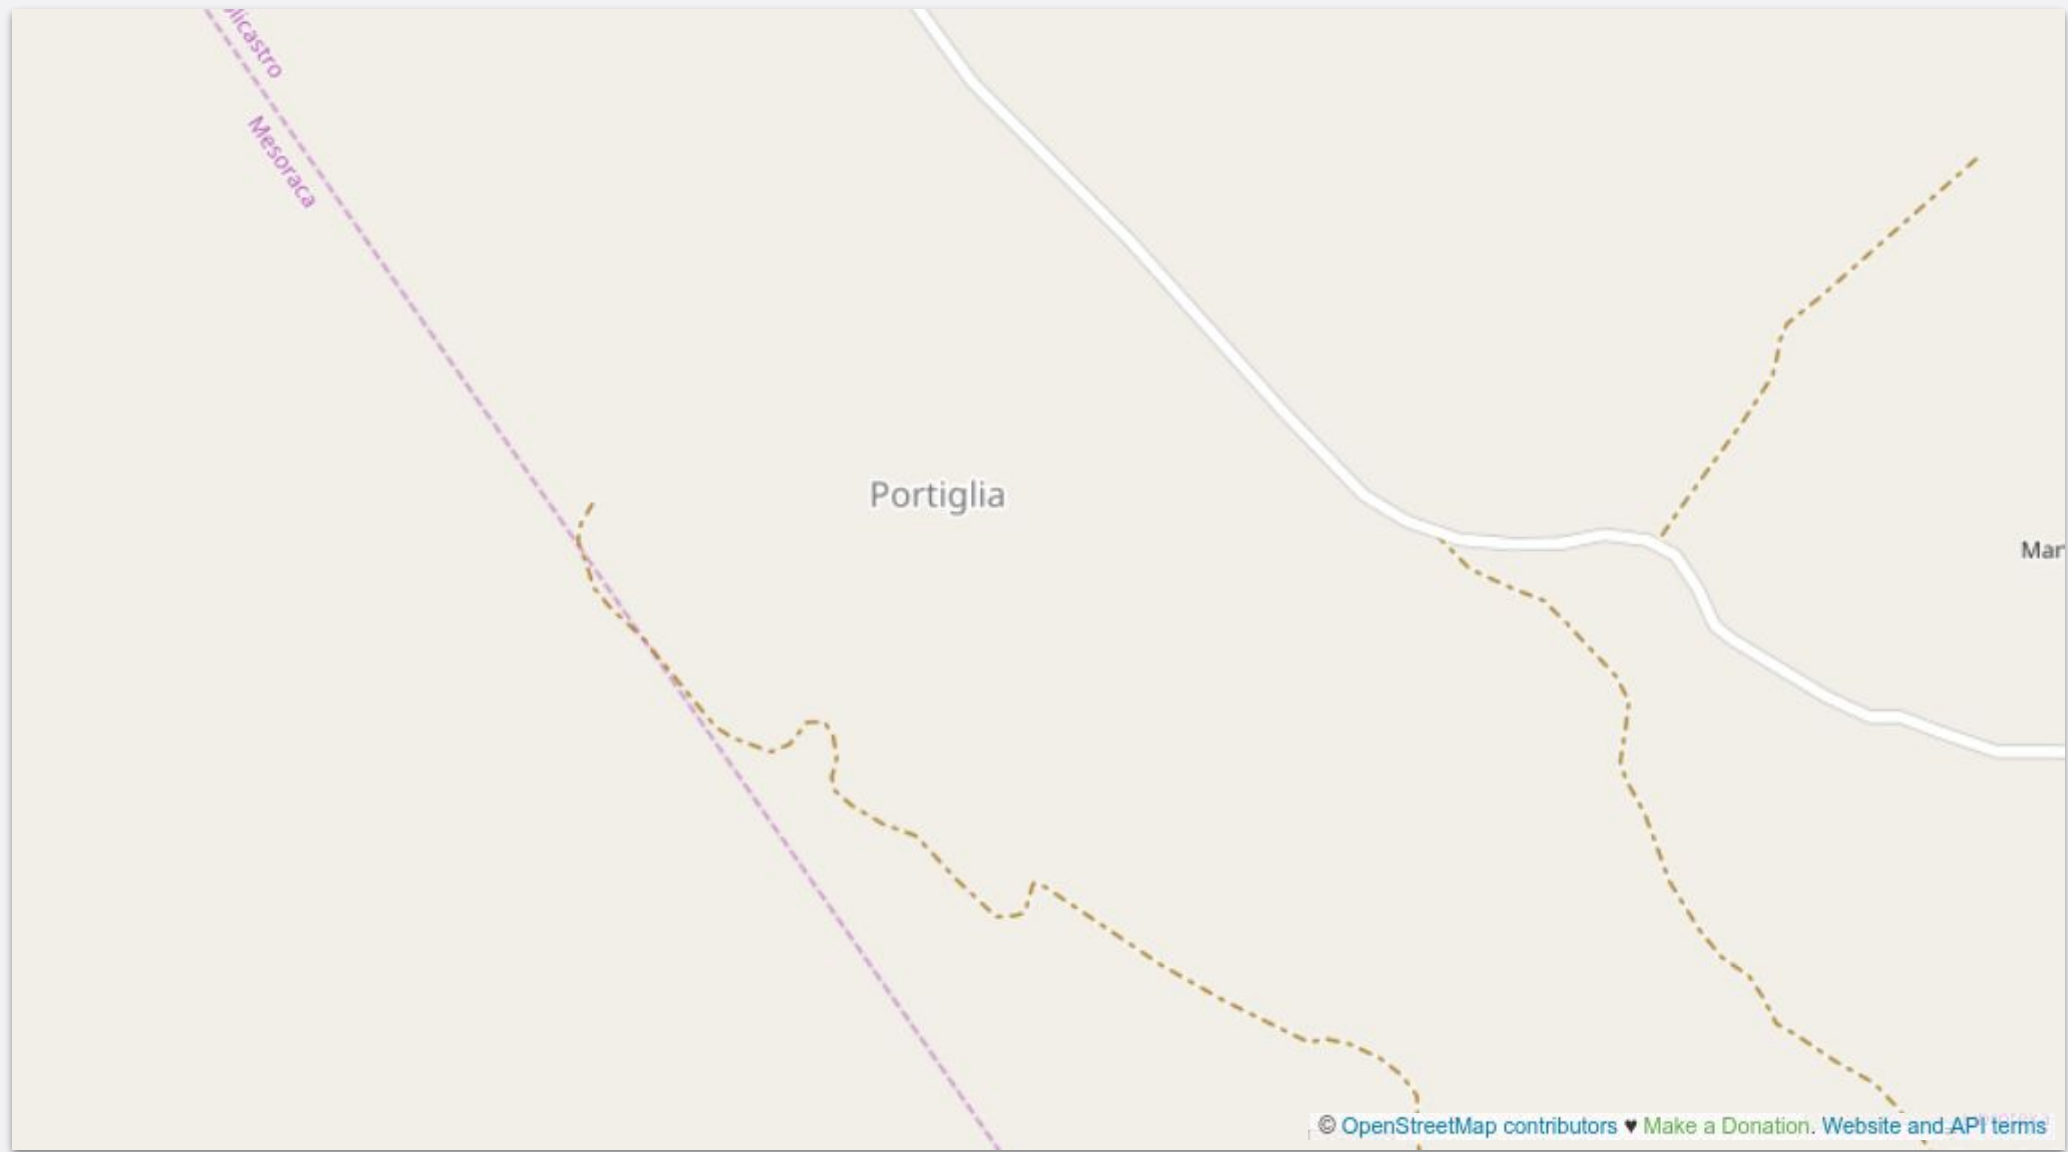 licastro
Mesoraca
Portiglia
Mar
© OpenStreetMap contributors ♥ Make a Donation. Website and API terms